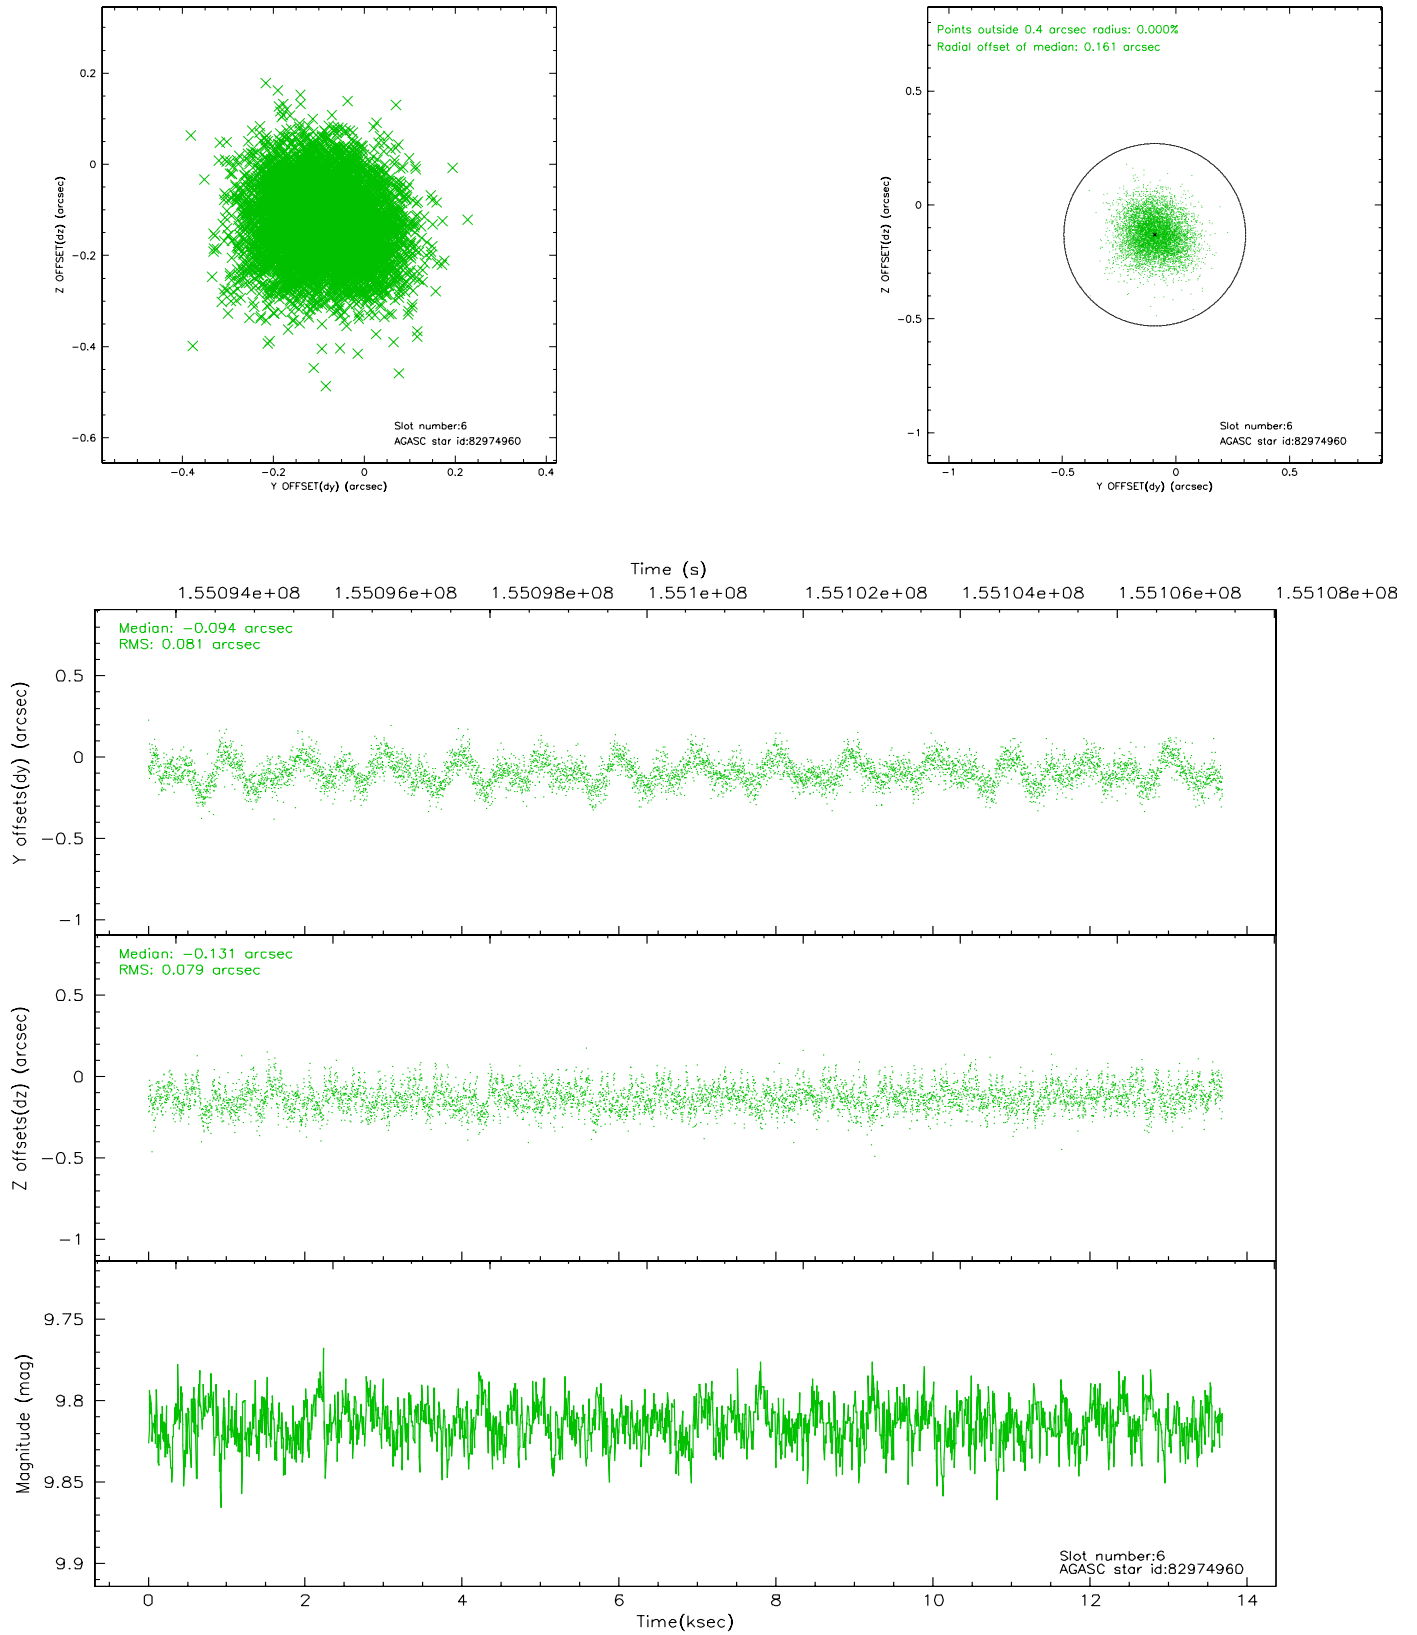 0.2
0
−0.2
−0.4
−0.6
Z OFFSET(dz) (arcsec)
Slot number:6
AGASC star id:82974960
−0.4 −0.2 0 0.2 0.4
Y OFFSET(dy) (arcsec)
Points outside 0.4 arcsec radius: 0.000%
Radial offset of median: 0.161 arcsec
0.5
0
−0.5
−1
Z OFFSET(dz) (arcsec)
Slot number:6
AGASC star id:82974960
−1 −0.5 0 0.5
Y OFFSET(dy) (arcsec)
Time (s)
1.55094e+08 1.55096e+08 1.55098e+08 1.551e+08 1.55102e+08 1.55104e+08 1.55106e+08 1.55108e+08
Median: −0.094 arcsec
RMS: 0.081 arcsec
0.5
0
−0.5
−1
Y offsets(dy) (arcsec)
Median: −0.131 arcsec
RMS: 0.079 arcsec
0.5
0
−0.5
−1
Z offsets(dz) (arcsec)
9.75
9.8
9.85
9.9
Magnitude (mag)
Slot number:6
AGASC star id:82974960
0 2 4 6 8 10 12 14
Time(ksec)